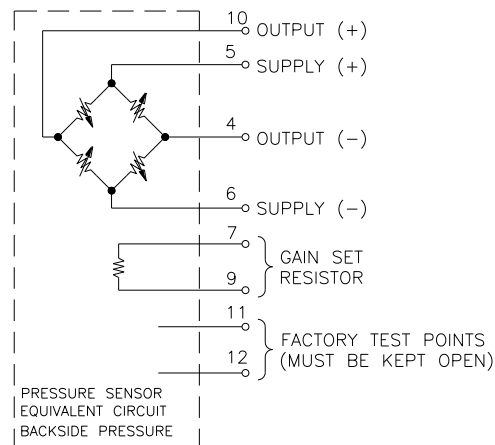 10
OUTPUT (+)
5
SUPPLY (+)
4
OUTPUT (-)
6
SUPPLY (-)
7
GAIN SET
RESISTOR
9
11
FACTORY TEST POINTS
(MUST BE KEPT OPEN)
12
PRESSURE SENSOR
EQUIVALENT CIRCUIT
BACKSIDE PRESSURE